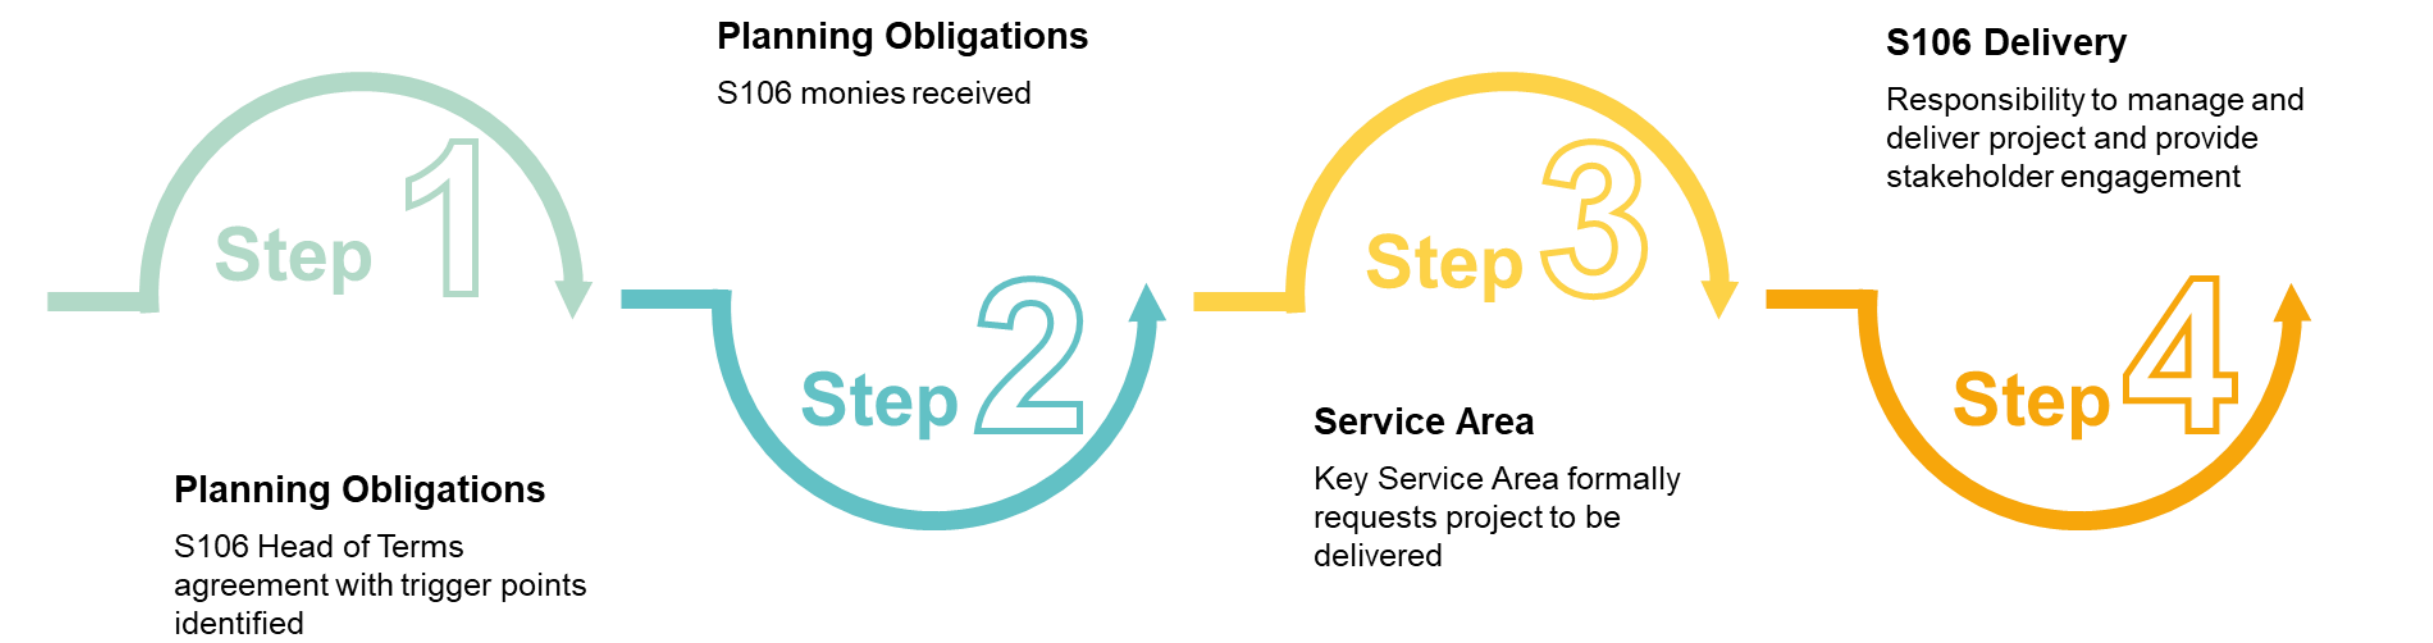 Step 1
Planning Obligations
S106 Head of Terms
agreement with trigger points
identified
Planning Obligations
S106 monies received
Step 2
Step 3
Service Area
Key Service Area formally
requests project to be
delivered
S106 Delivery
Responsibility to manage and
deliver project and provide
stakeholder engagement
Step 4